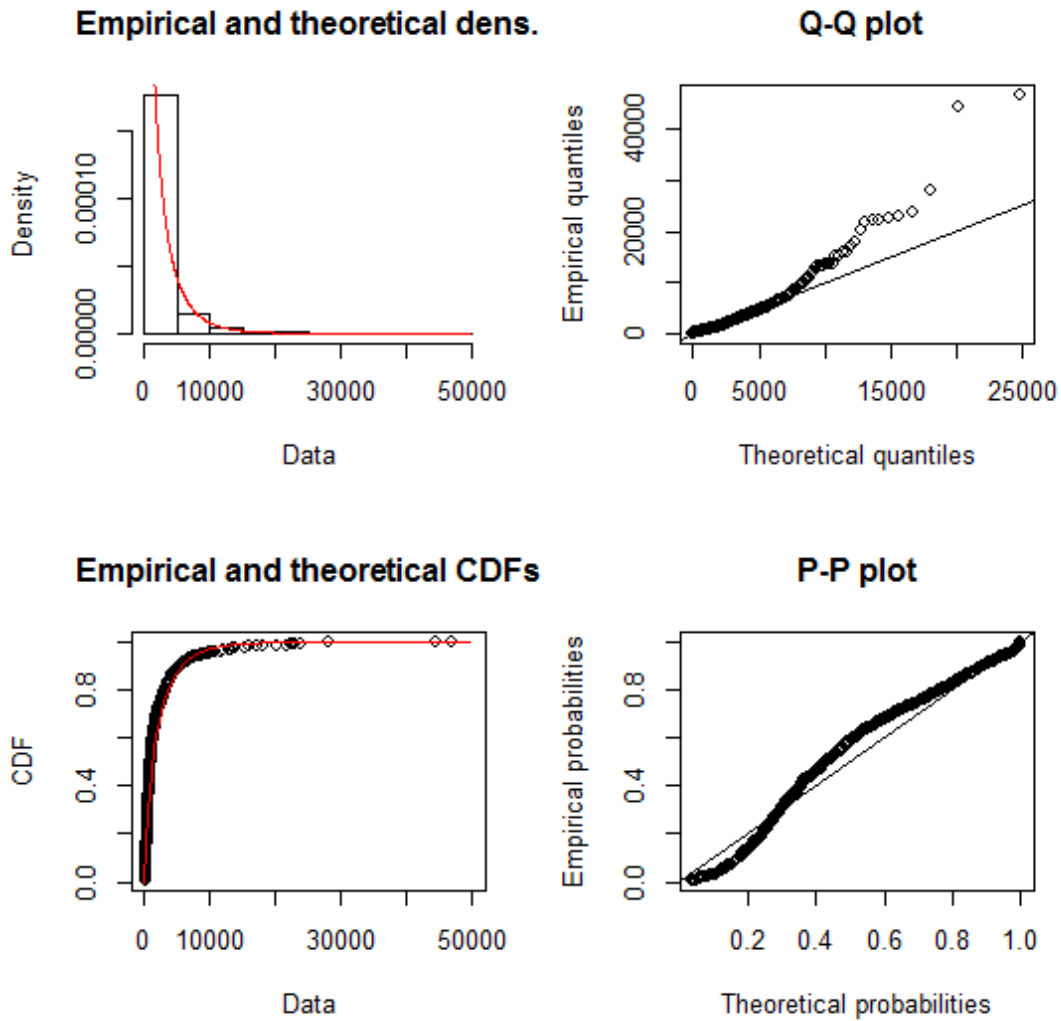 Empirical and theoretical dens.
Density
0.00000 0.00010
0 10000 30000 50000
Data
Q-Q plot
Empirical quantiles
0 20000 40000
0 5000 15000 25000
Theoretical quantiles
Empirical and theoretical CDFs
CDF
0.0 0.4 0.8
0 10000 30000 50000
Data
P-P plot
Empirical probabilities
0.0 0.4 0.8
0.2 0.4 0.6 0.8 1.0
Theoretical probabilities